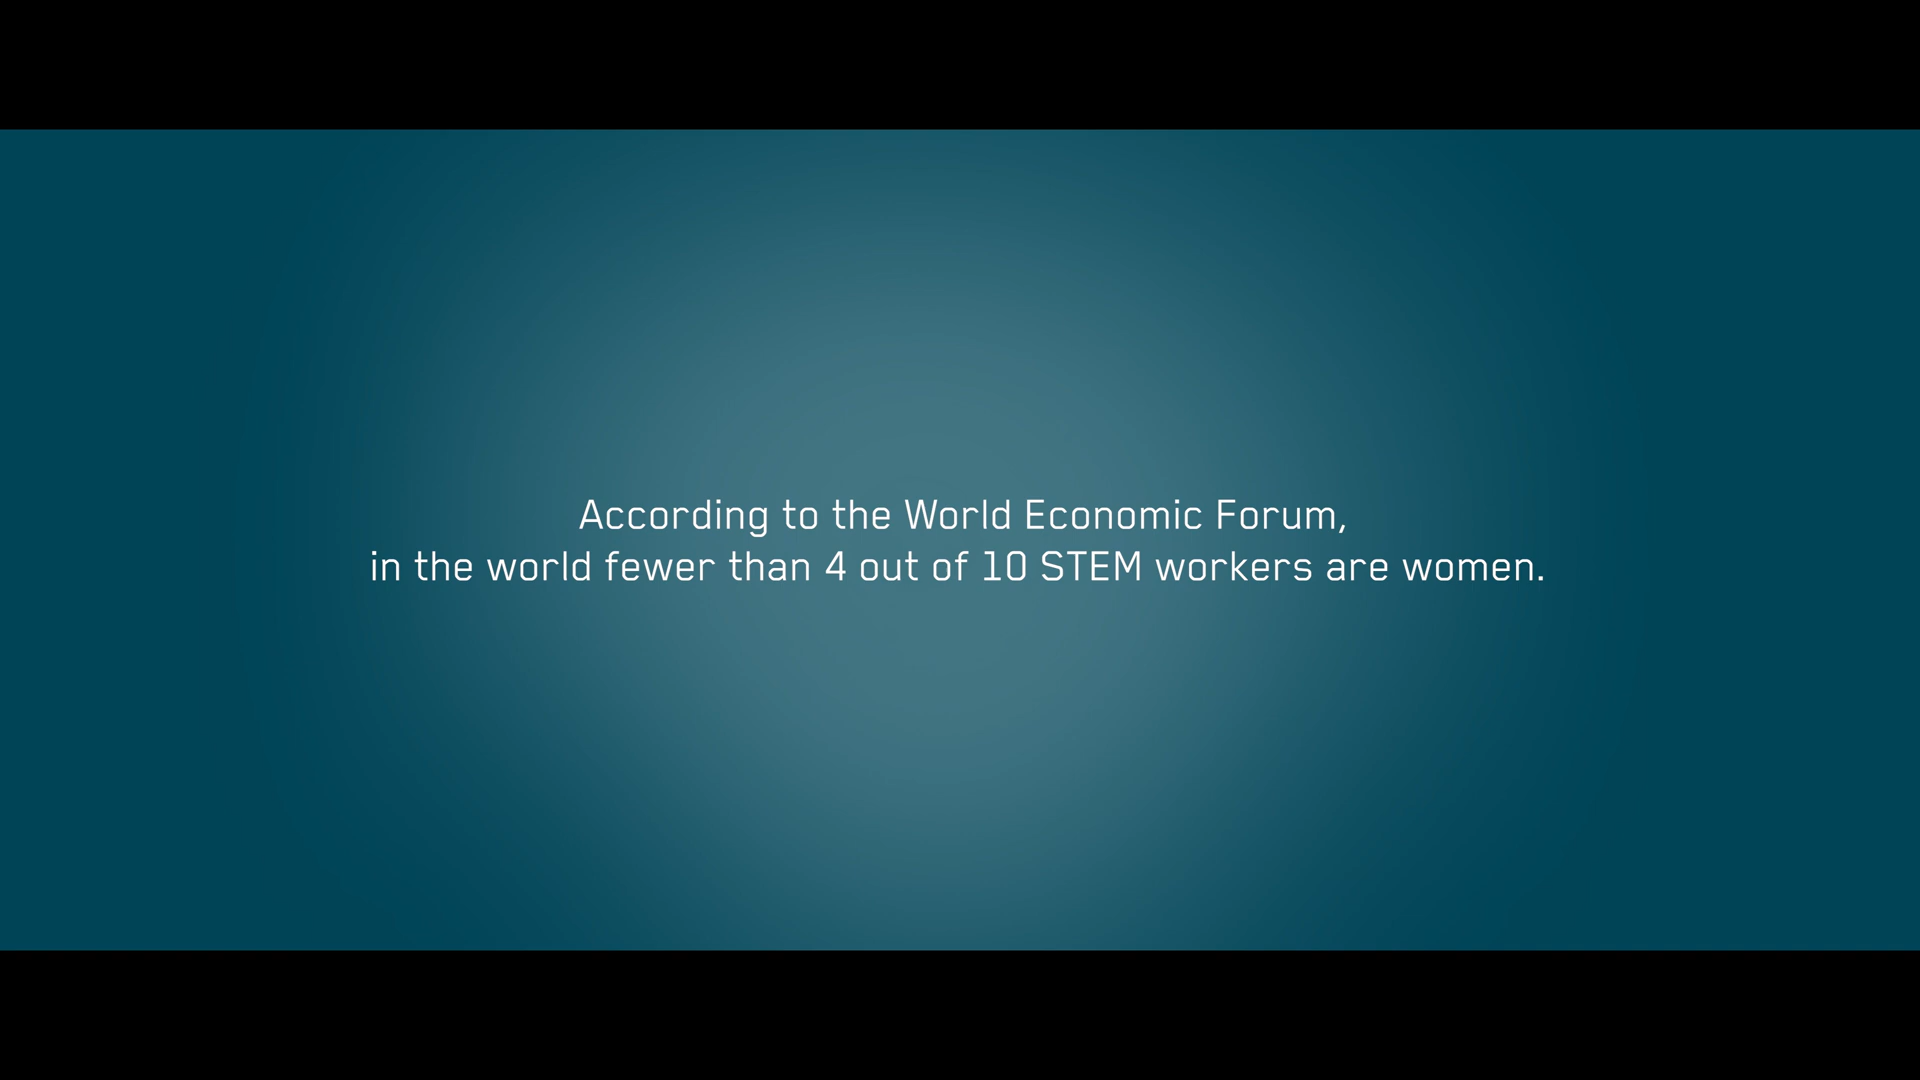 According to the World Economic Forum,
in the world fewer than 4 out of 10 STEM workers are women.